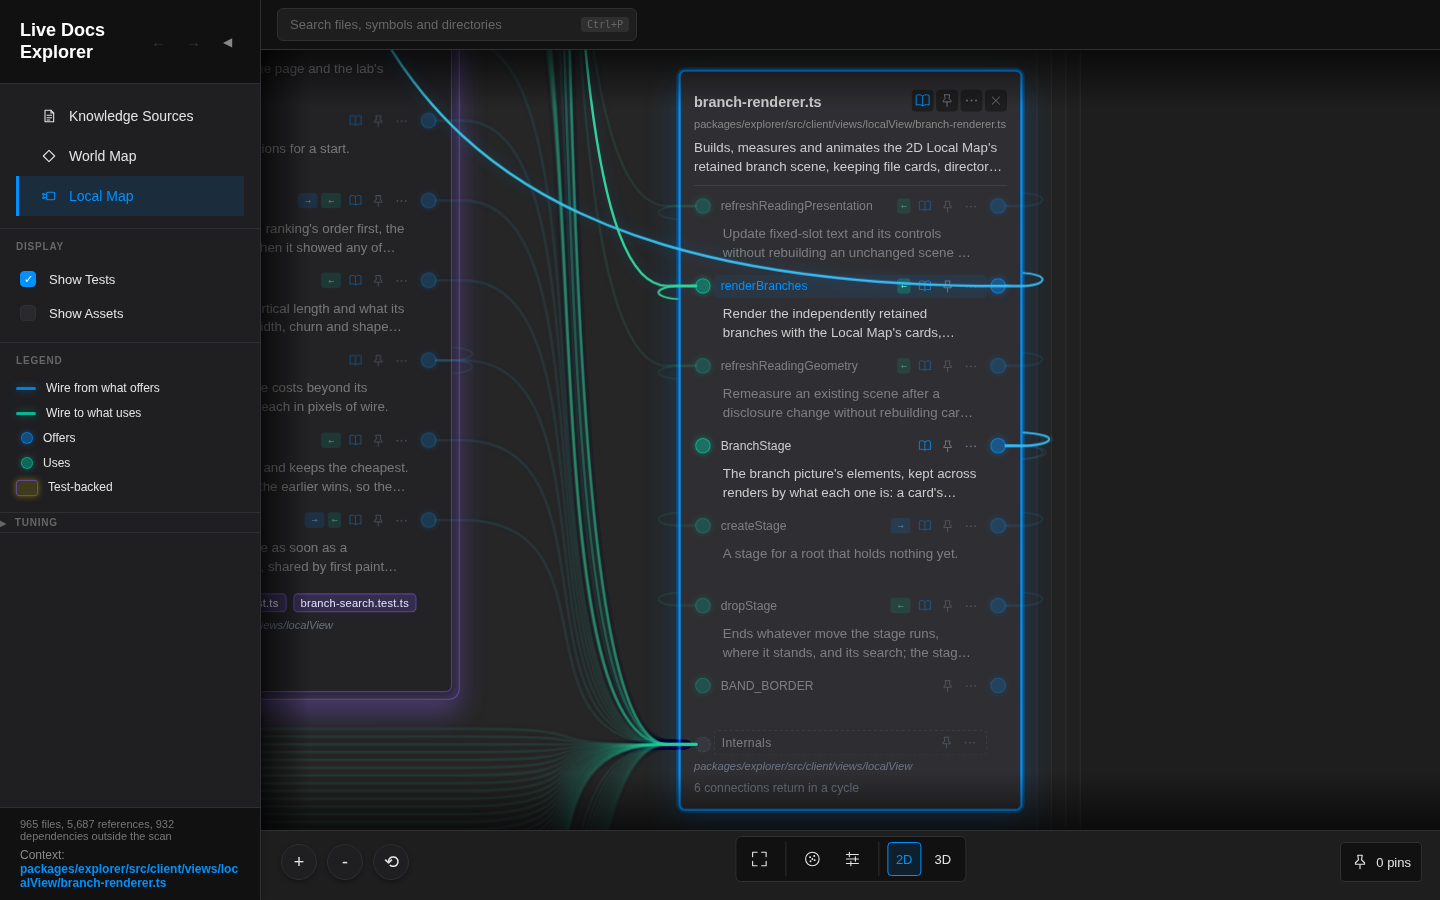 Live Docs
Explorer
Search files, symbols and directories
Ctrl+P
Knowledge Sources
World Map
Local Map
DISPLAY
Show Tests
Show Assets
LEGEND
Wire from what offers
Wire to what uses
Offers
Uses
Test-backed
TUNING
965 files, 5,687 references, 932
dependencies outside the scan
Context:
packages/explorer/src/client/views/loc
alView/branch-renderer.ts
page and the lab's
ions for a start.
ranking's order first, the
hen it showed any of…
rtical length and what its
idth, churn and shape…
e costs beyond its
each in pixels of wire.
and keeps the cheapest.
the earlier wins, so the…
e as soon as a
, shared by first paint…
st.ts
branch-search.test.ts
iews/localView
branch-renderer.ts
packages/explorer/src/client/views/localView/branch-renderer.ts
Builds, measures and animates the 2D Local Map's
retained branch scene, keeping file cards, director…
refreshReadingPresentation
Update fixed-slot text and its controls
without rebuilding an unchanged scene …
renderBranches
Render the independently retained
branches with the Local Map's cards,…
refreshReadingGeometry
Remeasure an existing scene after a
disclosure change without rebuilding car…
BranchStage
The branch picture's elements, kept across
renders by what each one is: a card's…
createStage
A stage for a root that holds nothing yet.
dropStage
Ends whatever move the stage runs,
where it stands, and its search; the stag…
BAND_BORDER
Internals
packages/explorer/src/client/views/localView
6 connections return in a cycle
+
-
2D
3D
0 pins